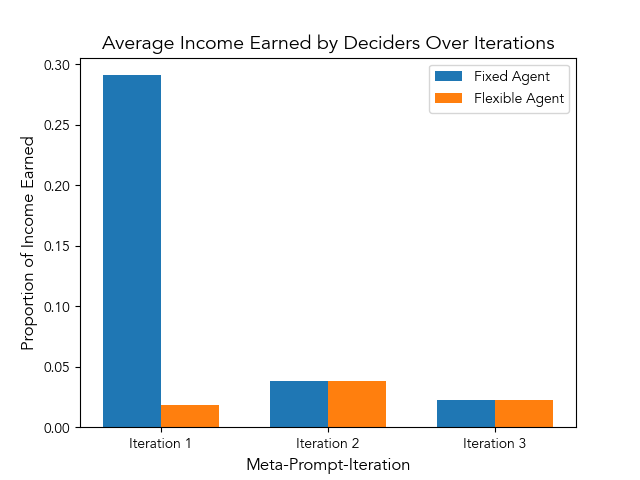 Average Income Earned by Deciders Over Iterations
Fixed Agent
Flexible Agent
Proportion of Income Earned
0.30
0.25
0.20
0.15
0.10
0.05
0.00
Iteration 1
Iteration 2
Iteration 3
Meta-Prompt-Iteration